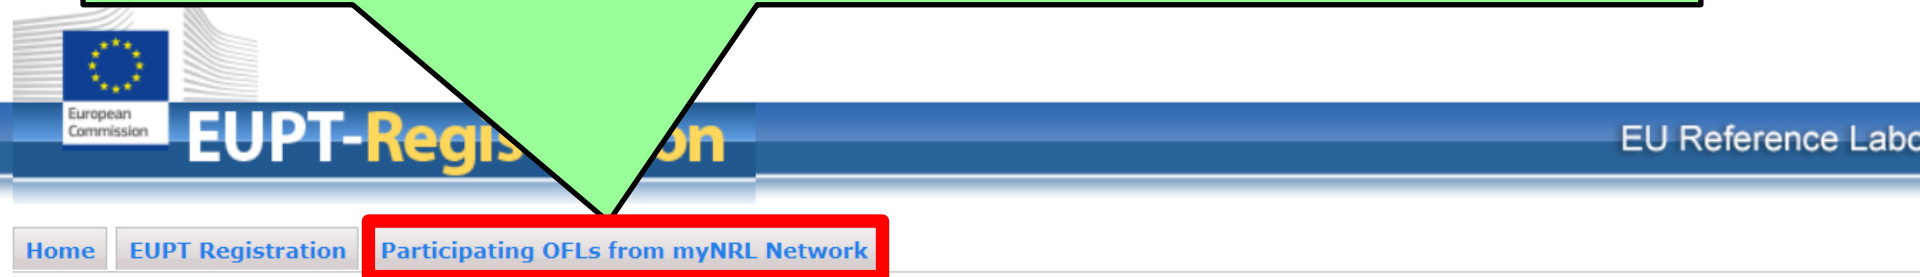 European
Commission
EUPT-Regis on
EU Reference Labo
Home EUPT Registration Participating OFLs from myNRL Network